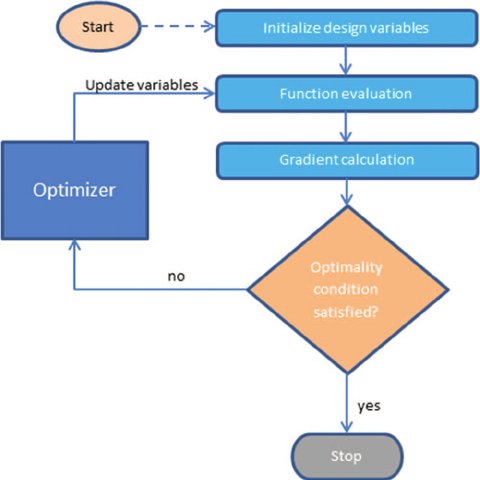 Start
Initialize design variables
Update variables
Function evaluation
Gradient calculation
Optimizer
Optimality
condition
satisfied?
no
yes
Stop